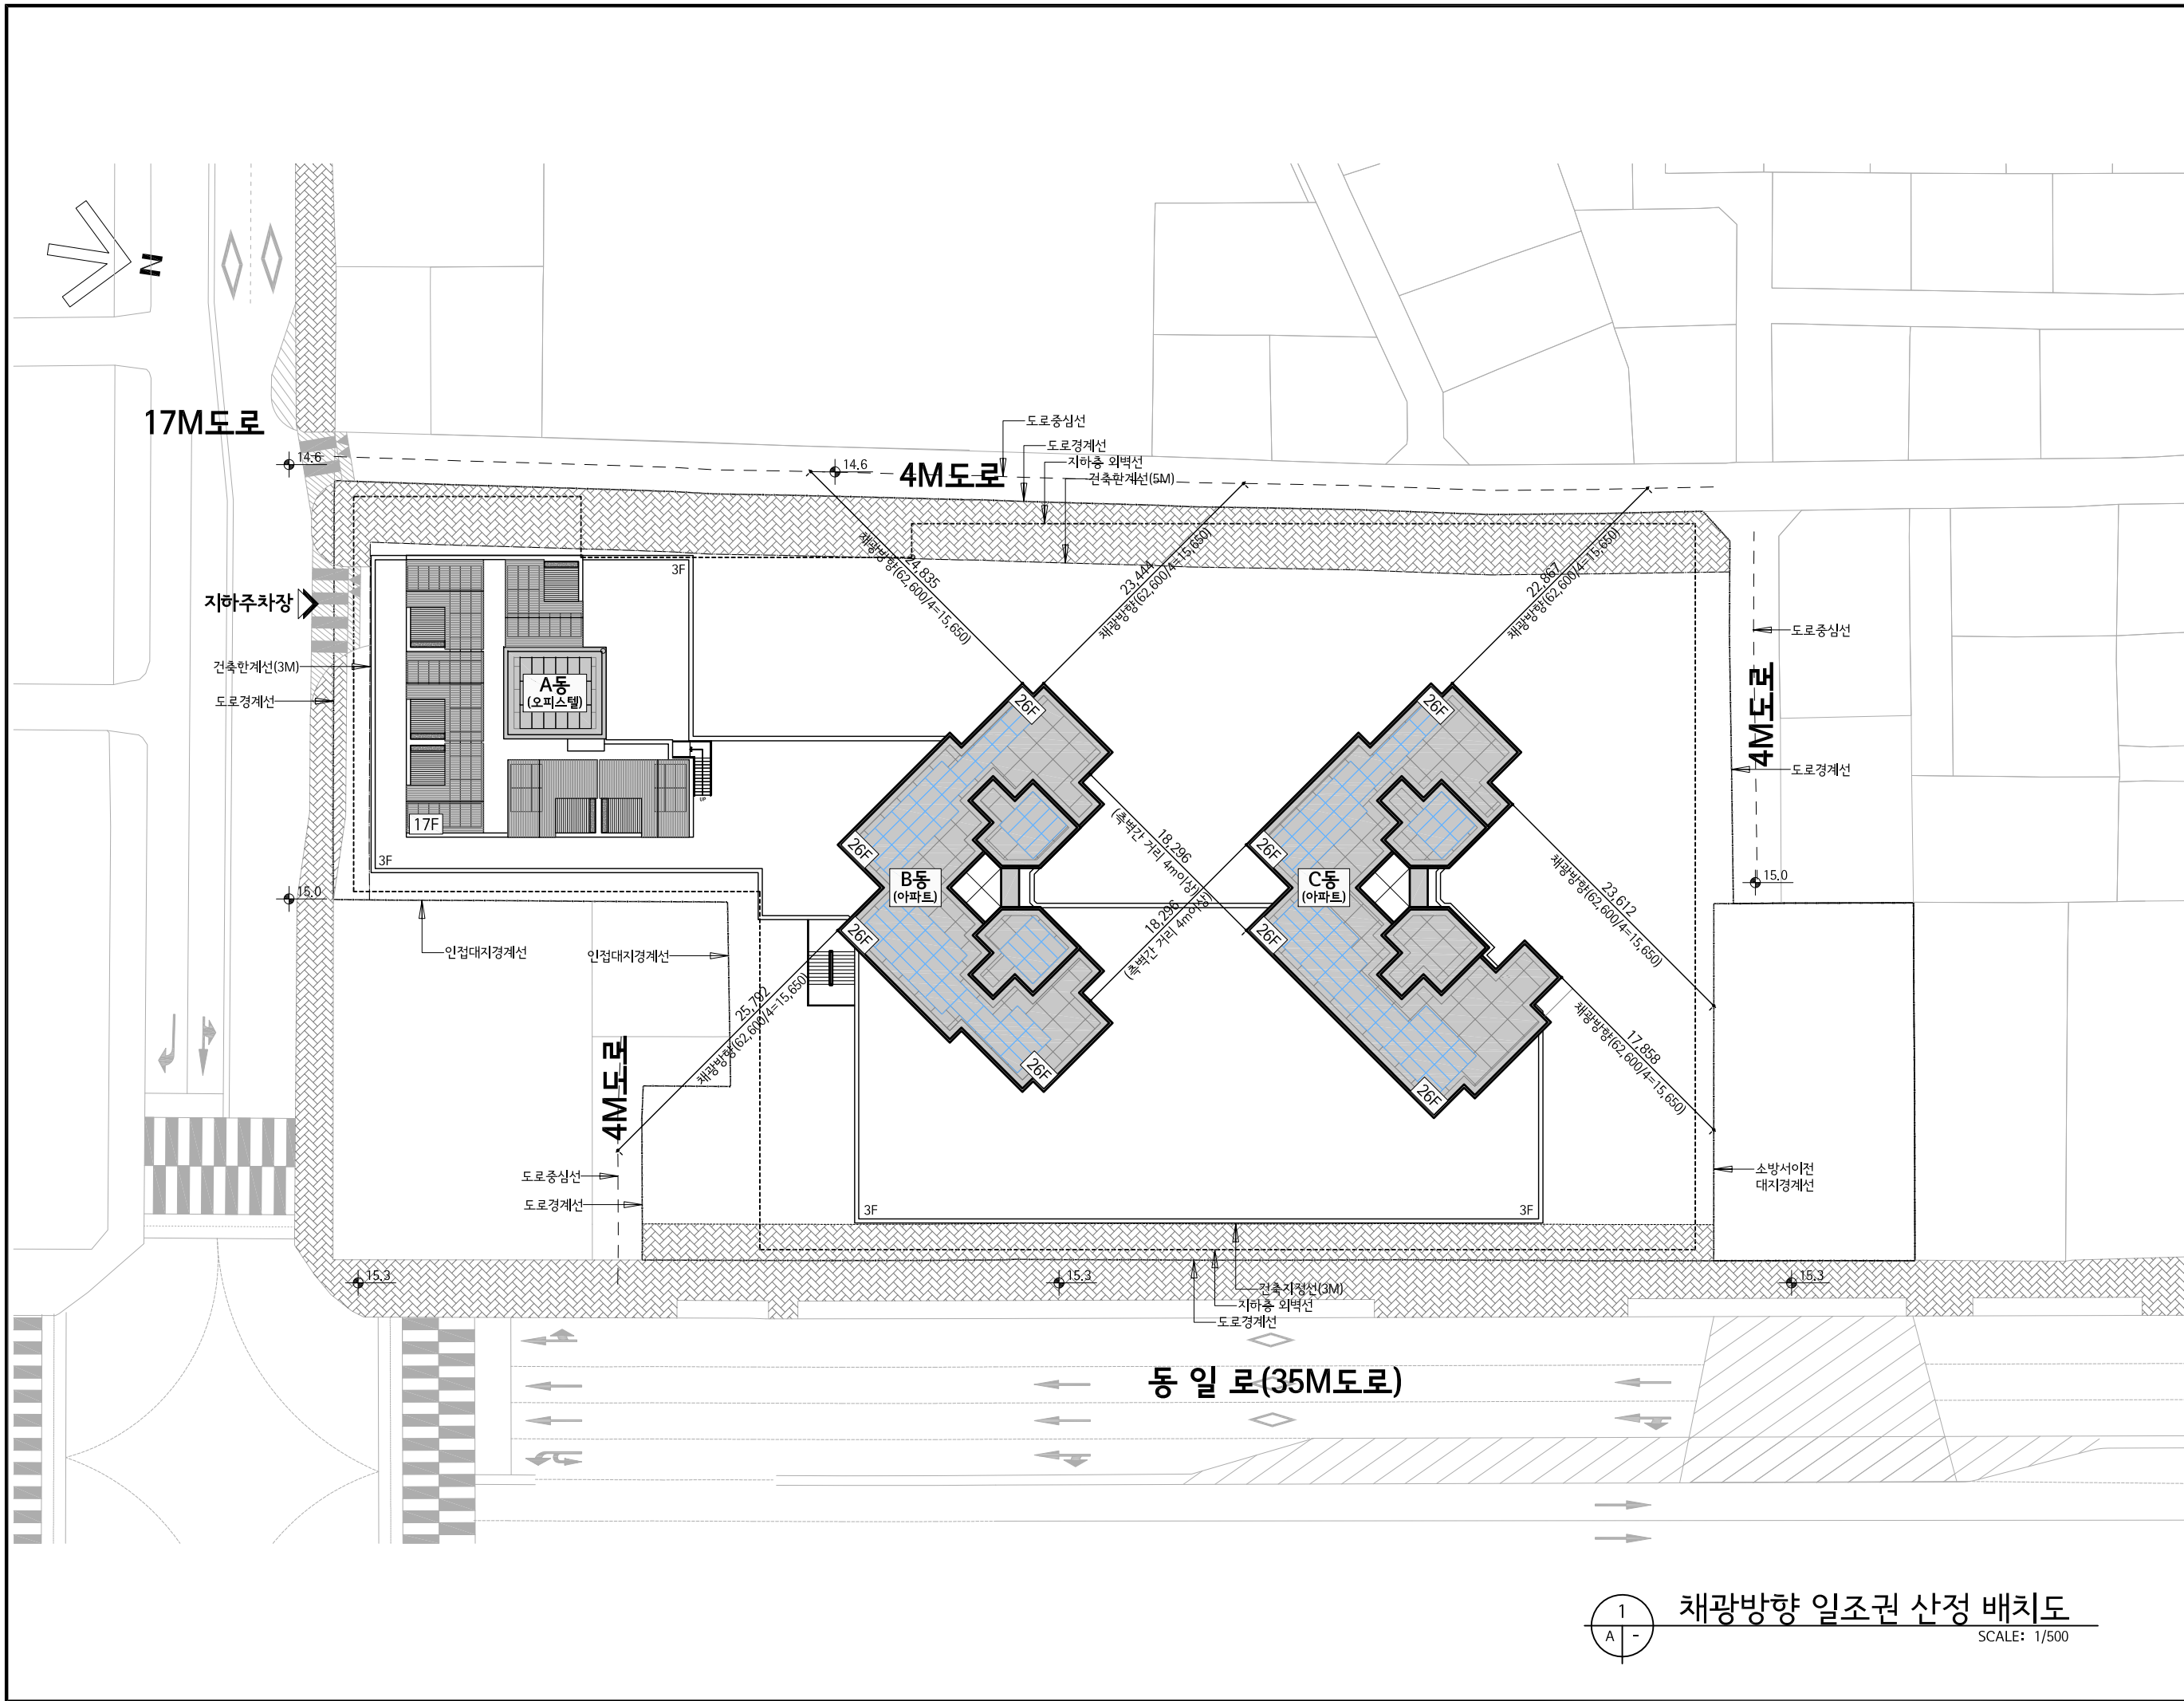 N
17M도로
14.6
14.6
4M도로
도로중심선
도로경계선
지하층 외벽선
건축한계선(5M)
24,835
채광방향(62,600/4=15,650)
23,444
채광방향(62,600/4=15,650)
22,867
채광방향(62,600/4=15,650)
3F
지하주차장
건축한계선(3M)
도로경계선
A동
(오피스텔)
17F
3F
UP
도로중심선
4M도로
도로경계선
15.0
15.0
26F
26F
26F
26F
B동
(아파트)
26F
26F
26F
26F
C동
(아파트)
18,296
(측벽간 거리 4m이상)
18,296
(측벽간 거리 4m이상)
23,612
채광방향(62,600/4=15,650)
17,858
채광방향(62,600/4=15,650)
인접대지경계선
인접대지경계선
25,792
채광방향(62,600/4=15,650)
4M도로
도로중심선
도로경계선
3F
3F
소방서이전
대지경계선
15.3
15.3
15.3
건축지정선(3M)
지하층 외벽선
도로경계선
동 일 로(35M도로)
1
A
-
채광방향 일조권 산정 배치도
SCALE: 1/500